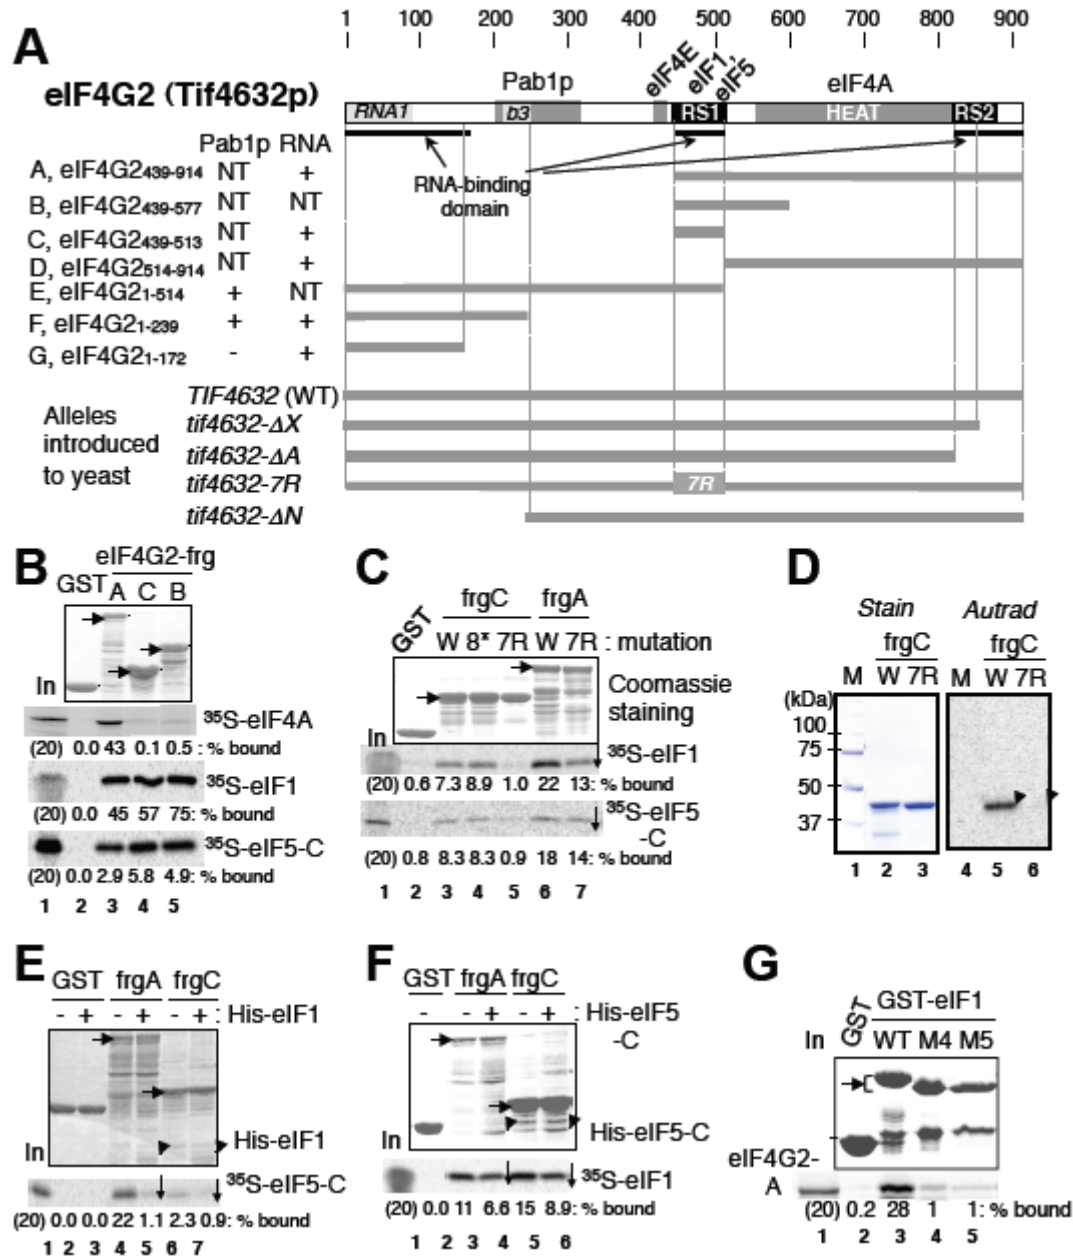 1 100 200 300 400 500 600 700 800 900
A
eIF4G2 (Tif4632p)
Pab1p eIF4E eIF1, eIF5 eIF4A
RNA1 b3 RS1 HEAT RS2
Pab1p RNA
RNA-binding
domain
A, eIF4G2439-914 NT +
B, eIF4G2439-577 NT NT
C, eIF4G2439-513 NT +
D, eIF4G2514-914 NT +
E, eIF4G21-514 + NT
F, eIF4G21-239 + +
G, eIF4G21-172 - +
Alleles
introduced
to yeast
TIF4632 (WT)
tif4632-ΔX
tif4632-ΔA
tif4632-7R 7R
tif4632-ΔN
B
eIF4G2-frg
GST A C B
In
35S-eIF4A
(20) 0.0 43 0.1 0.5 : % bound
35S-eIF1
(20) 0.0 45 57 75: % bound
35S-eIF5-C
(20) 0.0 2.9 5.8 4.9: % bound
1 2 3 4 5
C
frgC frgA
GST W 8* 7R W 7R : mutation
Coomassie
staining
In
35S-eIF1
(20) 0.6 7.3 8.9 1.0 22 13: % bound
35S-eIF5
-C
(20) 0.8 8.3 8.3 0.9 18 14: % bound
1 2 3 4 5 6 7
D
Stain Autrad
frgC frgC
M W 7R M W 7R
(kDa)
100
75
50
37
1 2 3 4 5 6
E
GST frgA frgC
- + - + - + : His-eIF1
In
His-eIF1
35S-eIF5-C
(20) 0.0 0.0 22 1.1 2.3 0.9: % bound
1 2 3 4 5 6 7
F
GST frgA frgC
- - + - + : His-eIF5
-C
In
His-eIF5-C
35S-eIF1
(20) 0.0 11 6.6 15 8.9: % bound
1 2 3 4 5 6
G
GST-eIF1
In GST WT M4 M5
eIF4G2-
A
(20) 0.2 28 1 1: % bound
1 2 3 4 5